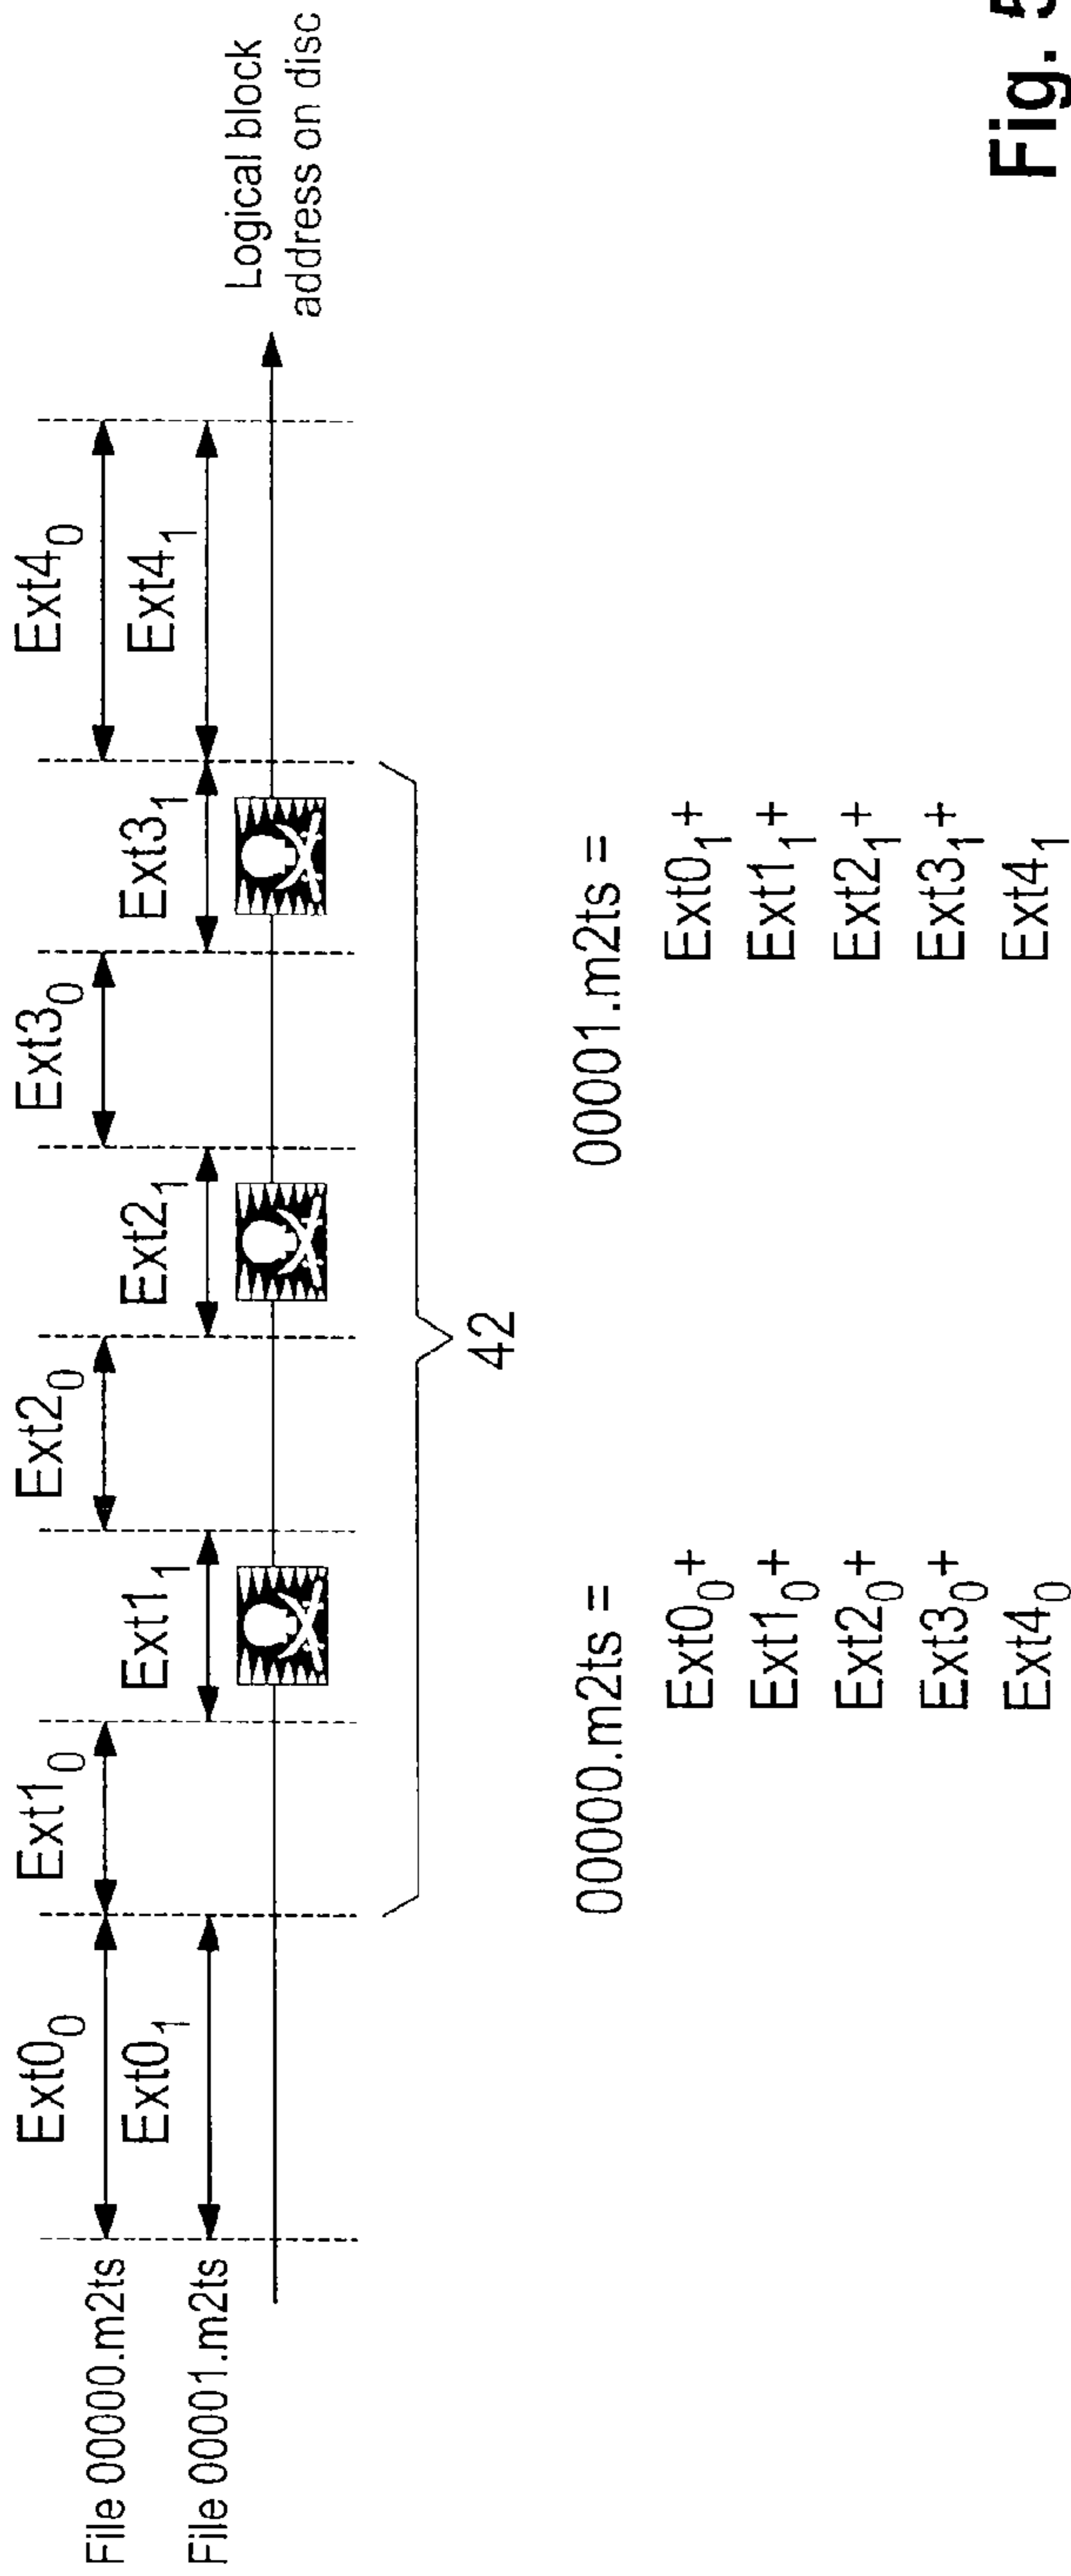 Ext0₀ Ext1₀ Ext2₀ Ext3₀ Ext4₀
File 00000.m2ts
Ext0₁ Ext1₁ Ext2₁ Ext3₁ Ext4₁
File 00001.m2ts
Logical block
address on disc
42
00000.m2ts =
Ext0₀+
Ext1₀+
Ext2₀+
Ext3₀+
Ext4₀
00001.m2ts =
Ext0₁+
Ext1₁+
Ext2₁+
Ext3₁+
Ext4₁
Fig. 5